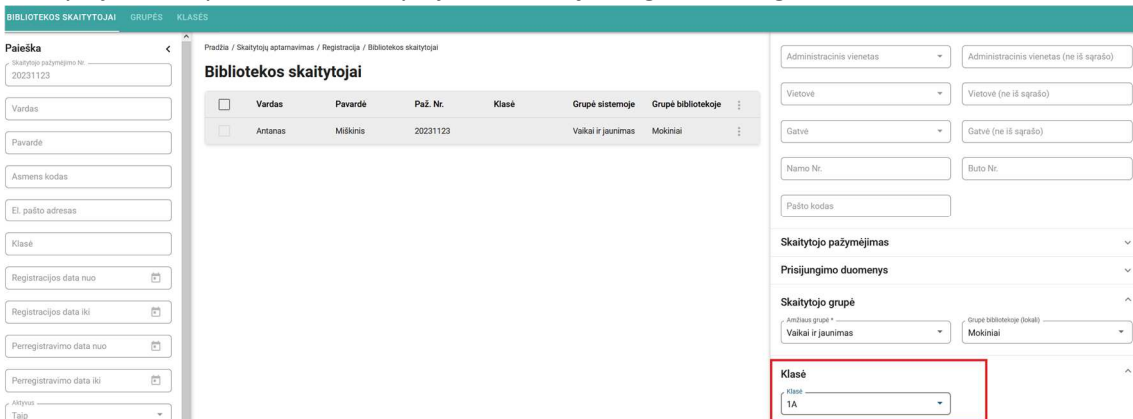 BIBLIOTEKOS SKAITYTOJAI GRUPĖS KLASĖS
Paieška
Skaitytojo pažymėjimo Nr.
20231123
Vardas
Pavardė
Asmens kodas
El. pašto adresas
Klasė
Registracijos data nuo
Registracijos data iki
Perregistravimo data nuo
Perregistravimo data iki
Aktyvus
Taip
Pradžia / Skaitytojų aptarnavimas / Registracija / Bibliotekos skaitytojai
Bibliotekos skaitytojai
Vardas Pavardė Paž. Nr. Klasė Grupė sistemoje Grupė bibliotekoje
Antanas Miškinis 20231123 Vaikai ir jaunimas Mokiniai
Administracinis vienetas Administracinis vienetas (ne iš sąrašo)
Vietovė Vietovė (ne iš sąrašo)
Gatvė Gatvė (ne iš sąrašo)
Namo Nr. Buto Nr.
Pašto kodas
Skaitytojo pažymėjimas
Prisijungimo duomenys
Skaitytojo grupė
Amžiaus grupė * Grupė bibliotekoje (lokali)
Vaikai ir jaunimas Mokiniai
Klasė
Klasė
1A